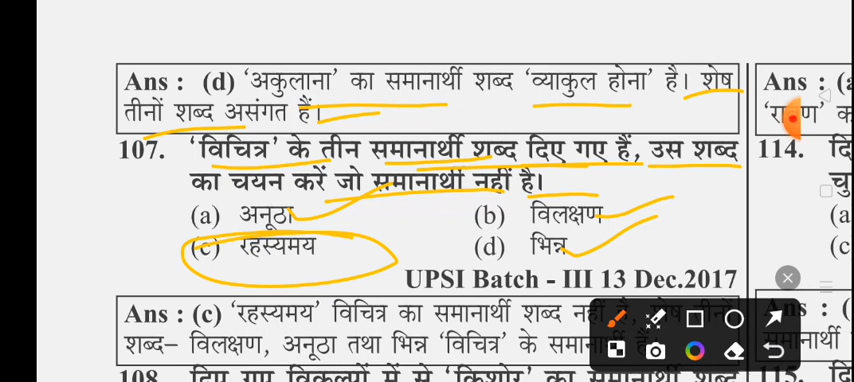 Ans : (d) 'अकुलाना' का समानार्थी शब्द 'व्याकुल होना' है। शेष
तीनों शब्द असंगत हैं।
107. 'विचित्र' के तीन समानार्थी शब्द दिए गए हैं, उस शब्द
का चयन करें जो समानार्थी नहीं है।
(a) अनूठा (b) विलक्षण
(c) रहस्यमय (d) भिन्न
UPSI Batch - III 13 Dec.2017
Ans : (c) 'रहस्यमय' विचित्र का समानार्थी शब्द नहीं है, शेष तीनों
शब्द– विलक्षण, अनूठा तथा भिन्न 'विचित्र' के समानार्थी हैं।
108. दिए गए विकल्पों में से 'किशोर' का समानार्थी शब्द
Ans : (a
114. दि
चु
(a
(c
Ans : (
मानार्थी
115. दि